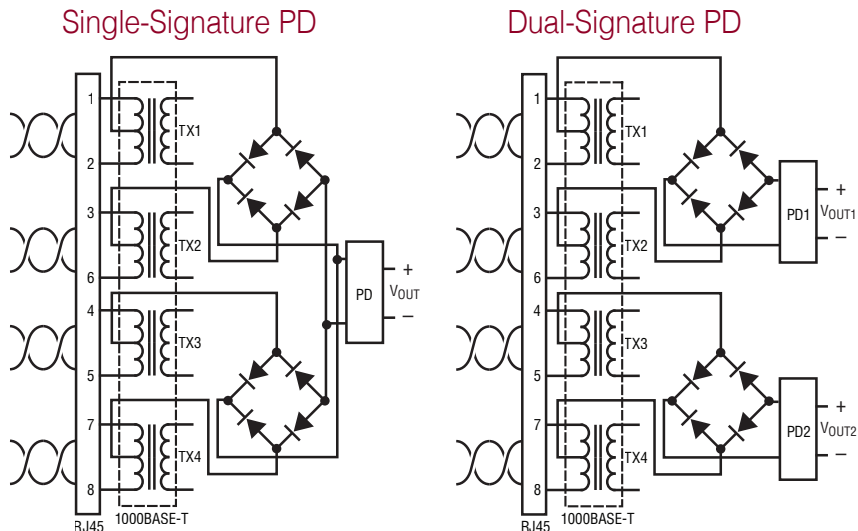 Single-Signature PD
1
TX1
2
3
TX2
6
4
TX3
5
7
TX4
8
PD
+
VOUT
–
RJ45
1000BASE-T
Dual-Signature PD
1
TX1
2
3
TX2
6
4
TX3
5
7
TX4
8
PD1
+
VOUT1
–
PD2
+
VOUT2
–
RJ45
1000BASE-T